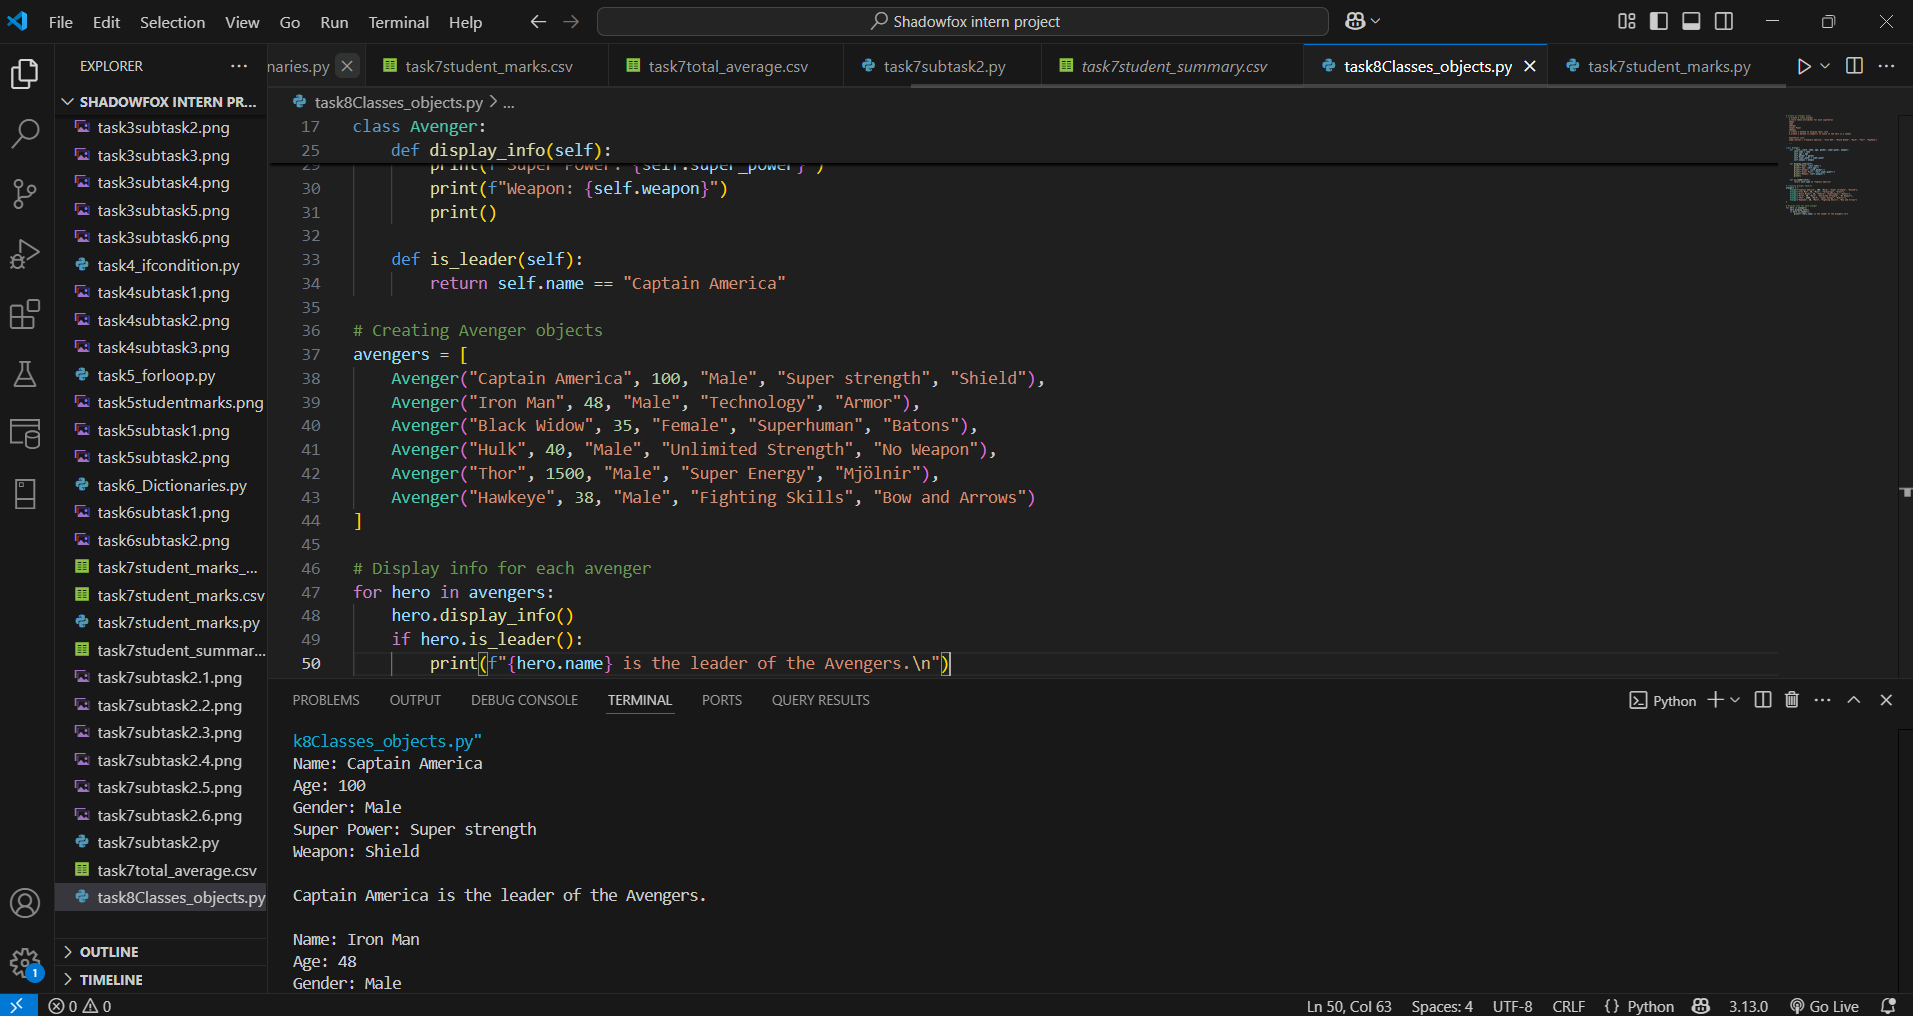 File Edit Selection View Go Run Terminal Help
Shadowfox intern project
EXPLORER
naries.py
task7student_marks.csv
task7total_average.csv
task7subtask2.py
task7student_summary.csv
task8Classes_objects.py
task7student_marks.py
SHADOWFOX INTERN PR...
task3subtask2.png
task3subtask3.png
task3subtask4.png
task3subtask5.png
task3subtask6.png
task4_ifcondition.py
task4subtask1.png
task4subtask2.png
task4subtask3.png
task5_forloop.py
task5studentmarks.png
task5subtask1.png
task5subtask2.png
task6_Dictionaries.py
task6subtask1.png
task6subtask2.png
task7student_marks_...
task7student_marks.csv
task7student_marks.py
task7student_summar...
task7subtask2.1.png
task7subtask2.2.png
task7subtask2.3.png
task7subtask2.4.png
task7subtask2.5.png
task7subtask2.6.png
task7subtask2.py
task7total_average.csv
task8Classes_objects.py
OUTLINE
TIMELINE
task8Classes_objects.py > ...
17 class Avenger:
25 def display_info(self):
29 print(f"Super Power: {self.super_power}")
30 print(f"Weapon: {self.weapon}")
31 print()
32
33 def is_leader(self):
34 return self.name == "Captain America"
35
36 # Creating Avenger objects
37 avengers = [
38 Avenger("Captain America", 100, "Male", "Super strength", "Shield"),
39 Avenger("Iron Man", 48, "Male", "Technology", "Armor"),
40 Avenger("Black Widow", 35, "Female", "Superhuman", "Batons"),
41 Avenger("Hulk", 40, "Male", "Unlimited Strength", "No Weapon"),
42 Avenger("Thor", 1500, "Male", "Super Energy", "Mjölnir"),
43 Avenger("Hawkeye", 38, "Male", "Fighting Skills", "Bow and Arrows")
44 ]
45
46 # Display info for each avenger
47 for hero in avengers:
48 hero.display_info()
49 if hero.is_leader():
50 print(f"{hero.name} is the leader of the Avengers.\n")
PROBLEMS OUTPUT DEBUG CONSOLE TERMINAL PORTS QUERY RESULTS
Python
k8Classes_objects.py"
Name: Captain America
Age: 100
Gender: Male
Super Power: Super strength
Weapon: Shield
Captain America is the leader of the Avengers.
Name: Iron Man
Age: 48
Gender: Male
1
0 0
Ln 50, Col 63 Spaces: 4 UTF-8 CRLF {} Python 3.13.0 Go Live